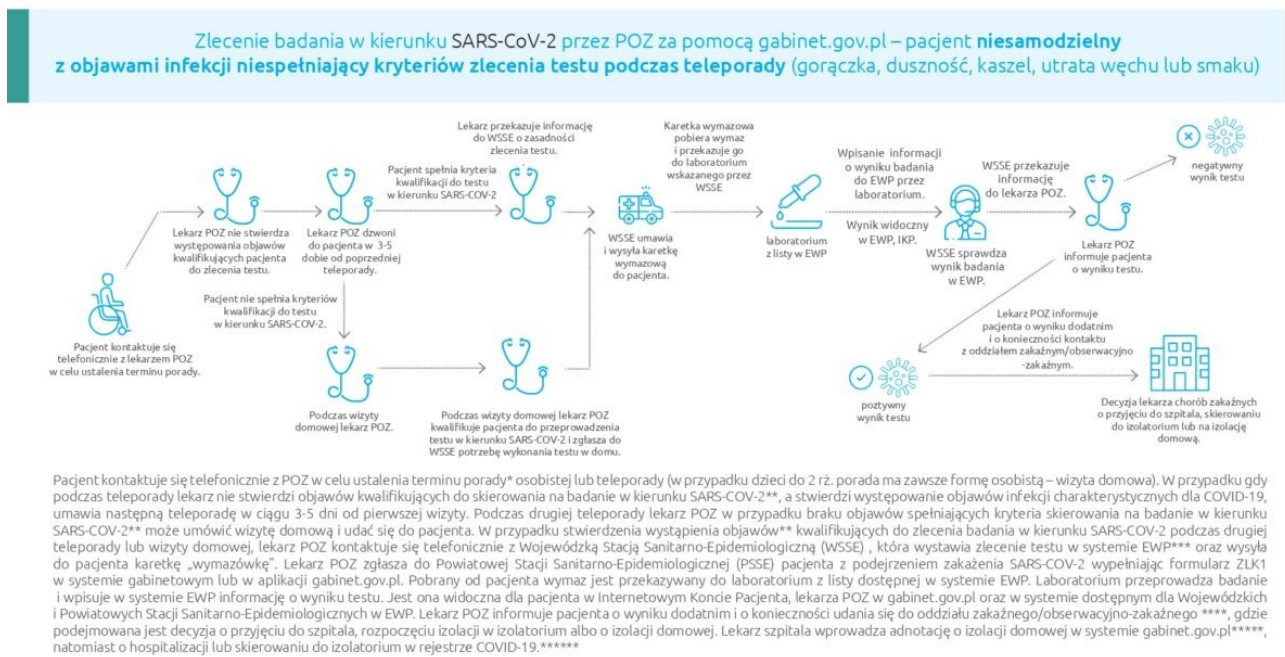 Zlecenie badania w kierunku SARS-CoV-2 przez POZ za pomocą gabinet.gov.pl – pacjent niesamodzielny
z objawami infekcji niespełniający kryteriów zlecenia testu podczas teleporady (gorączka, duszność, kaszel, utrata węchu lub smaku)
Pacjent kontaktuje się
telefonicznie z lekarzem POZ
w celu ustalenia terminu porady.
Lekarz POZ nie stwierdza
występowania objawów
kwalifikujących pacjenta
do zlecenia testu.
Lekarz POZ dzwoni
do pacjenta w 3-5
dobie od poprzedniej
teleporady.
Pacjent spełnia kryteria
kwalifikacji do testu
w kierunku SARS-COV-2
Lekarz przekazuje informację
do WSSE o zasadności
zlecenia testu.
Pacjent nie spełnia kryteriów
kwalifikacji do testu
w kierunku SARS-COV-2.
Podczas wizyty
domowej lekarz POZ.
Podczas wizyty domowej lekarz POZ
kwalifikuje pacjenta do przeprowadzenia
testu w kierunku SARS-COV-2 i zgłasza do
WSSE potrzebę wykonania testu w domu.
WSSE umawia
i wysyła karetkę
wymazową
do pacjenta.
Karetka wymazowa
pobiera wymaz
i przekazuje go
do laboratorium
wskazanego przez
WSSE
laboratorium
z listy w EWP
Wpisanie informacji
o wyniku badania
do EWP przez
laboratorium.
Wynik widoczny
w EWP, IKP.
WSSE sprawdza
wynik badania
w EWP.
WSSE przekazuje
informację
do lekarza POZ.
Lekarz POZ
informuje pacjenta
o wyniku testu.
negatywny
wynik testu
poztywny
wynik testu
Lekarz POZ informuje
pacjenta o wyniku dodatnim
i o konieczności kontaktu
z oddziałem zakaźnym/obserwacyjno
-zakaźnym.
Decyzja lekarza chorób zakaźnych
o przyjęciu do szpitala, skierowaniu
do izolatorium lub na izolację
domową.
Pacjent kontaktuje się telefonicznie z POZ w celu ustalenia terminu porady* osobistej lub teleporady (w przypadku dzieci do 2 rż. porada ma zawsze formę osobistą – wizyta domowa). W przypadku gdy
podczas teleporady lekarz nie stwierdzi objawów kwalifikujących do skierowania na badanie w kierunku SARS-COV-2**, a stwierdzi występowanie objawów infekcji charakterystycznych dla COVID-19,
umawia następną teleporadę w ciągu 3-5 dni od pierwszej wizyty. Podczas drugiej teleporady lekarz POZ w przypadku braku objawów spełniających kryteria skierowania na badanie w kierunku
SARS-COV-2** może umówić wizytę domową i udać się do pacjenta. W przypadku stwierdzenia wystąpienia objawów** kwalifikujących do zlecenia badania w kierunku SARS-COV-2 podczas drugiej
teleporady lub wizyty domowej, lekarz POZ kontaktuje się telefonicznie z Wojewódzką Stacją Sanitarno-Epidemiologiczną (WSSE) , która wystawia zlecenie testu w systemie EWP*** oraz wysyła
do pacjenta karetkę „wymazówkę”. Lekarz POZ zgłasza do Powiatowej Stacji Sanitarno-Epidemiologicznej (PSSE) pacjenta z podejrzeniem zakażenia SARS-COV-2 wypełniając formularz ZLK1
w systemie gabinetowym lub w aplikacji gabinet.gov.pl. Pobrany od pacjenta wymaz jest przekazywany do laboratorium z listy dostępnej w systemie EWP. Laboratorium przeprowadza badanie
i wpisuje w systemie EWP informację o wyniku testu. Jest ona widoczna dla pacjenta w Internetowym Koncie Pacjenta, lekarza POZ w gabinet.gov.pl oraz w systemie dostępnym dla Wojewódzkich
i Powiatowych Stacji Sanitarno-Epidemiologicznych w EWP. Lekarz POZ informuje pacjenta o wyniku dodatnim i o konieczności udania się do oddziału zakaźnego/obserwacyjno-zakaźnego ****, gdzie
podejmowana jest decyzja o przyjęciu do szpitala, rozpoczęciu izolacji w izolatorium albo o izolacji domowej. Lekarz szpitala wprowadza adnotację o izolacji domowej w systemie gabinet.gov.pl*****,
natomiast o hospitalizacji lub skierowaniu do izolatorium w rejestrze COVID-19.******